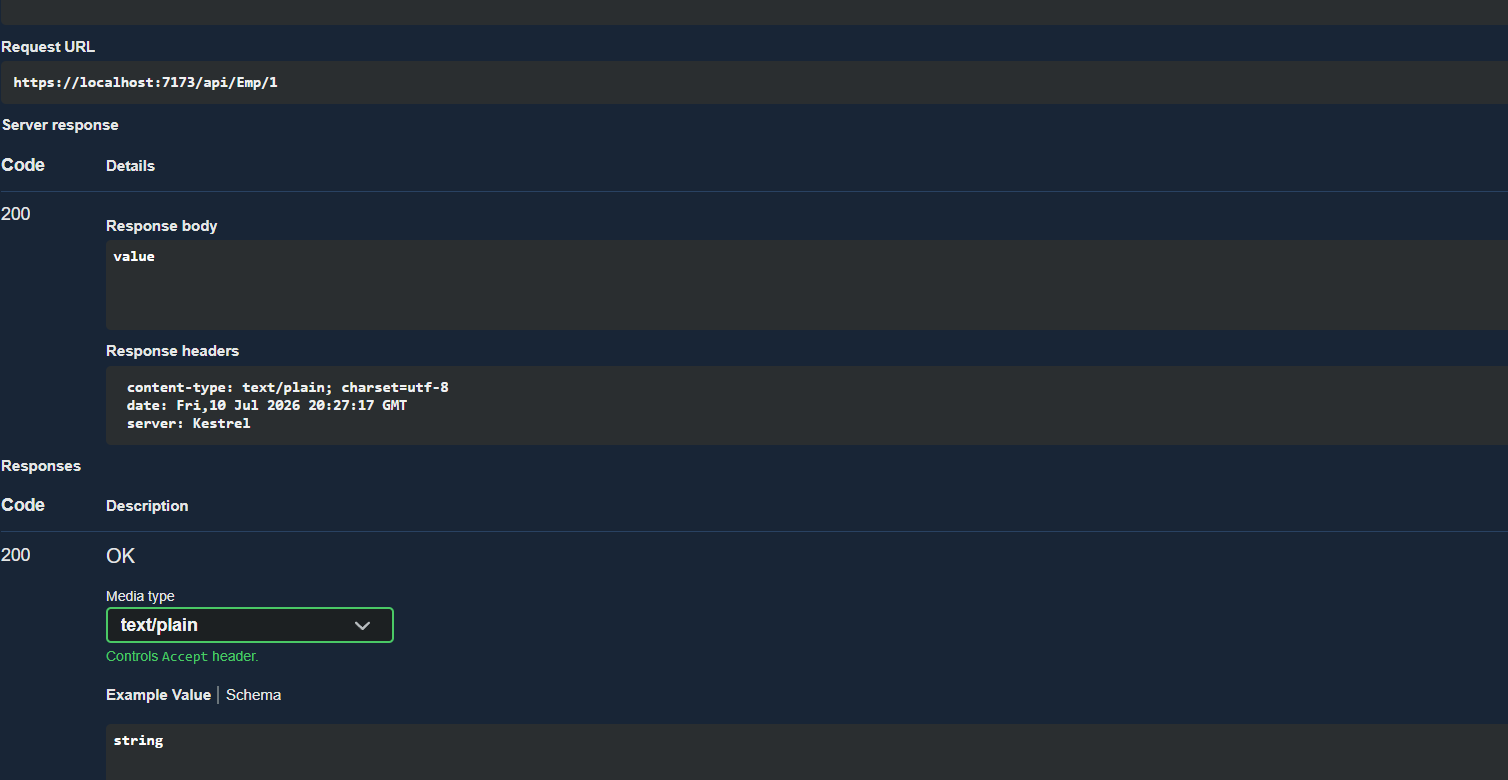 Request URL
https://localhost:7173/api/Emp/1
Server response
Code Details
200
Response body
value
Response headers
content-type: text/plain; charset=utf-8
date: Fri,10 Jul 2026 20:27:17 GMT
server: Kestrel
Responses
Code Description
200 OK
Media type
text/plain
Controls Accept header.
Example Value | Schema
string